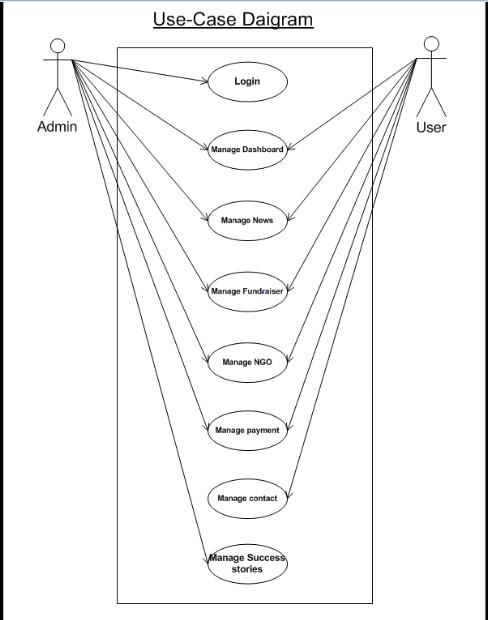 Use-Case Daigram
Admin
User
Login
Manage Dashboard
Manage News
Manage Fundraiser
Manage NGO
Manage payment
Manage contact
Manage Success
stories